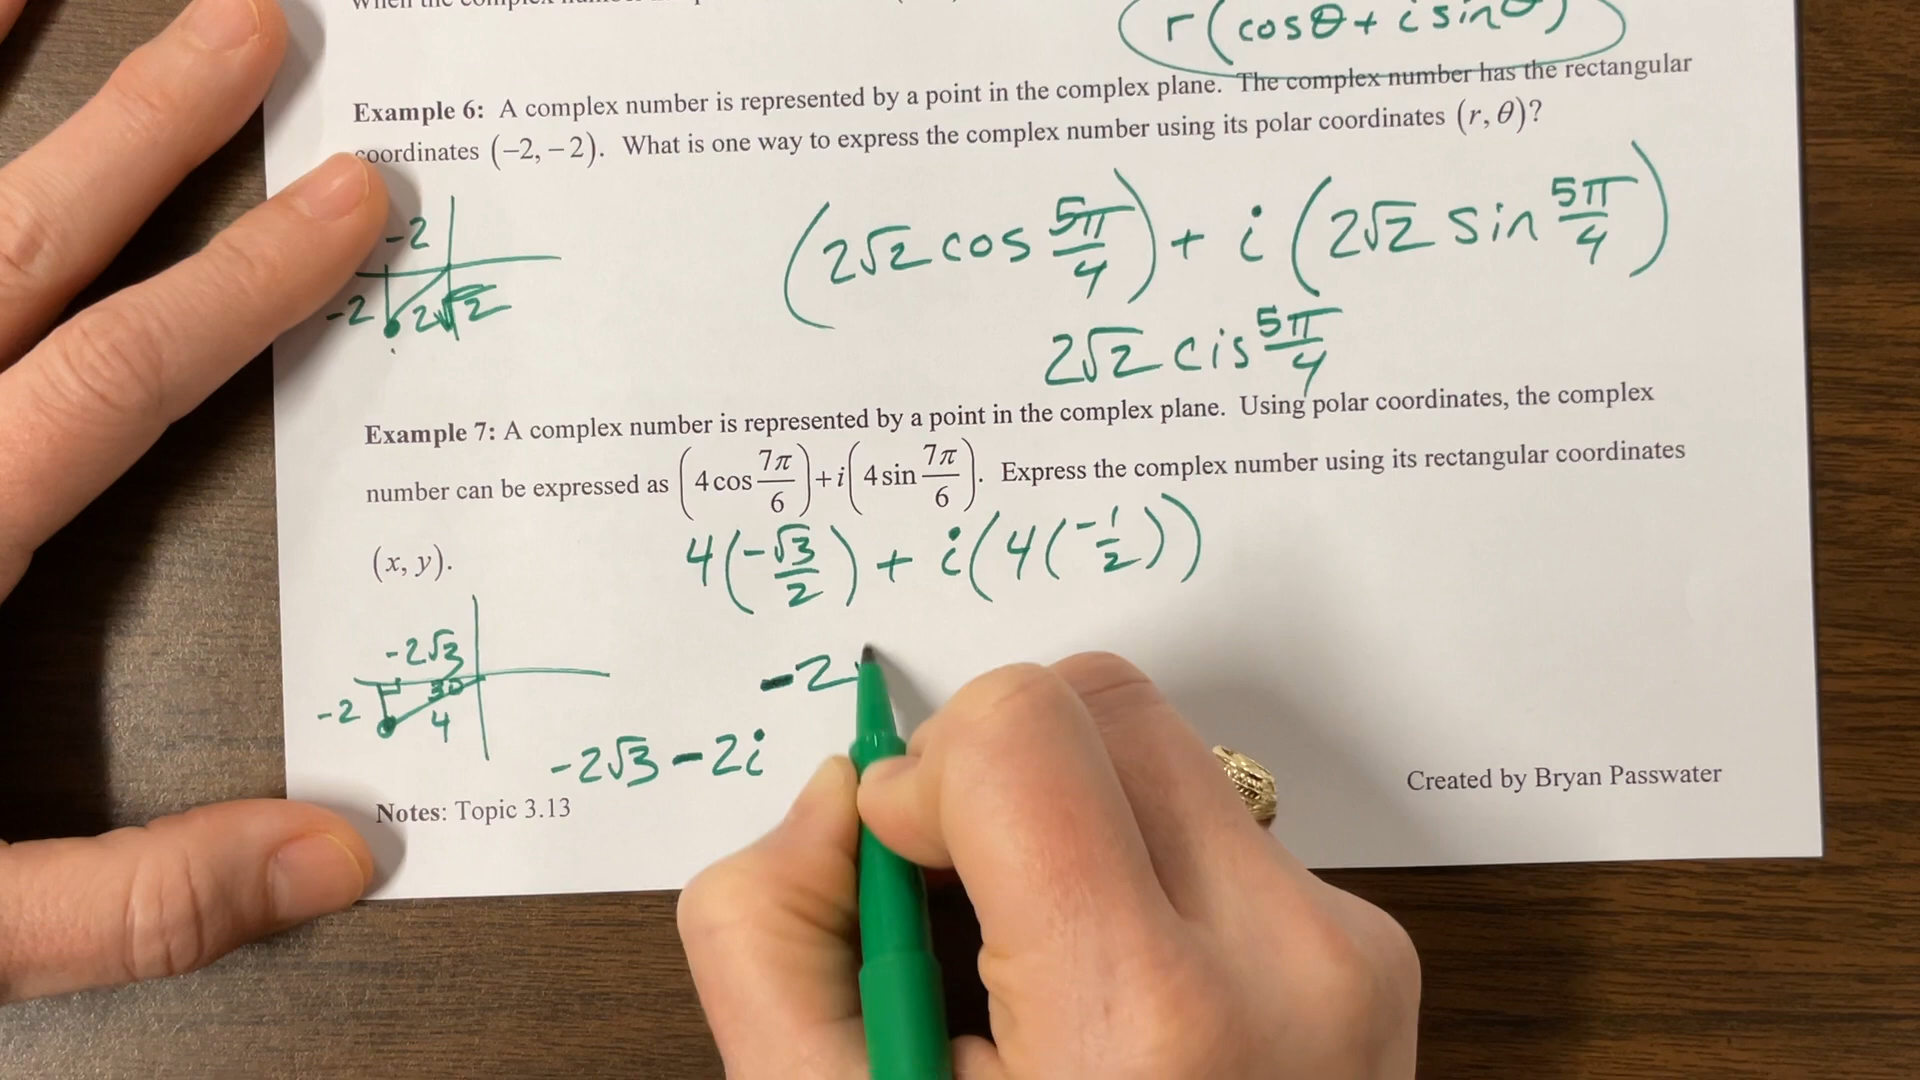 r(cosθ + i sinθ)
Example 6: A complex number is represented by a point in the complex plane. The complex number has the rectangular
coordinates (−2, −2). What is one way to express the complex number using its polar coordinates (r, θ)?
-2
-2 2√2
(2√2 cos 5π/4) + i (2√2 sin 5π/4)
2√2 cis 5π/4
Example 7: A complex number is represented by a point in the complex plane. Using polar coordinates, the complex
number can be expressed as (4cos 7π/6) + i(4sin 7π/6). Express the complex number using its rectangular coordinates
(x, y).
4(-√3/2) + i(4(-1/2))
-2√3
30
-2 4
-2
-2√3 - 2i
Created by Bryan Passwater
Notes: Topic 3.13